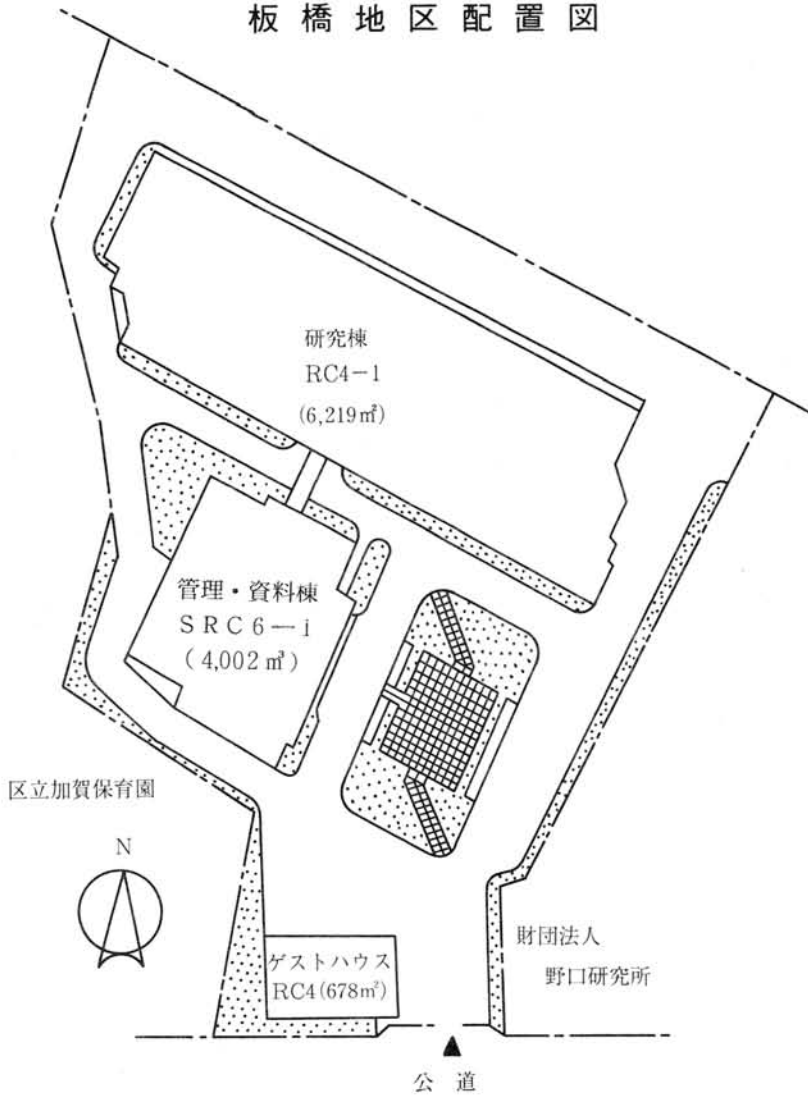 板橋地区配置図
研究棟
RC4-1
(6,219㎡)
管理・資料棟
SRC6-i
(4,002㎡)
区立加賀保育園
N
ゲストハウス
RC4(678㎡)
財団法人
野口研究所
公道